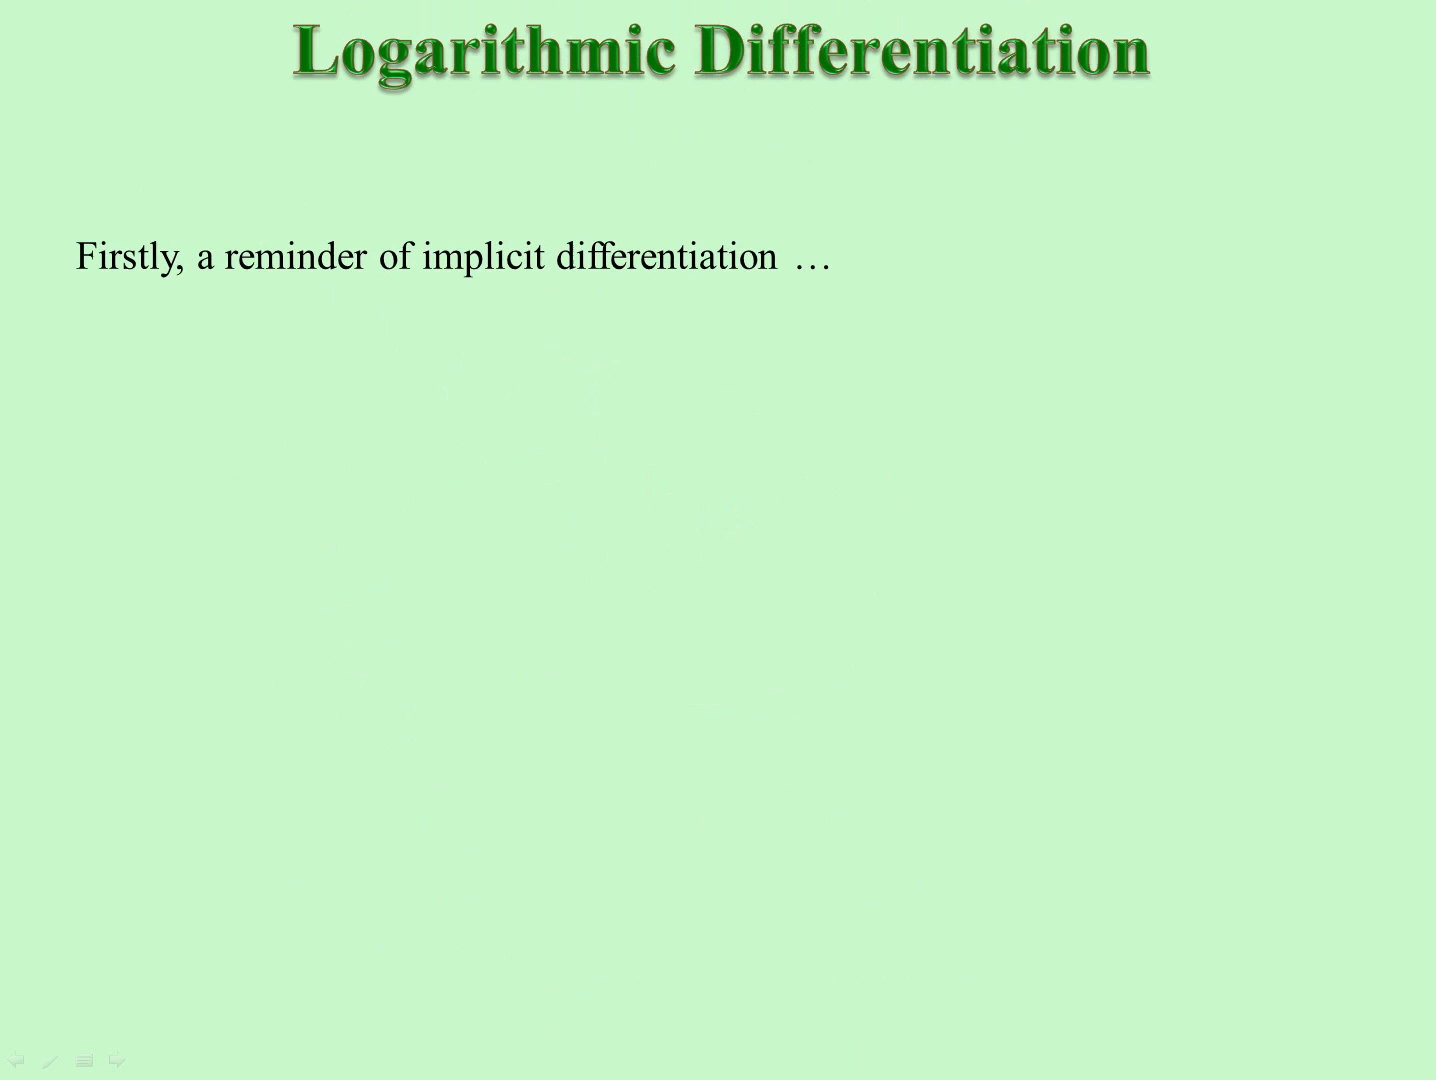 Logarithmic Differentiation
Firstly, a reminder of implicit differentiation …